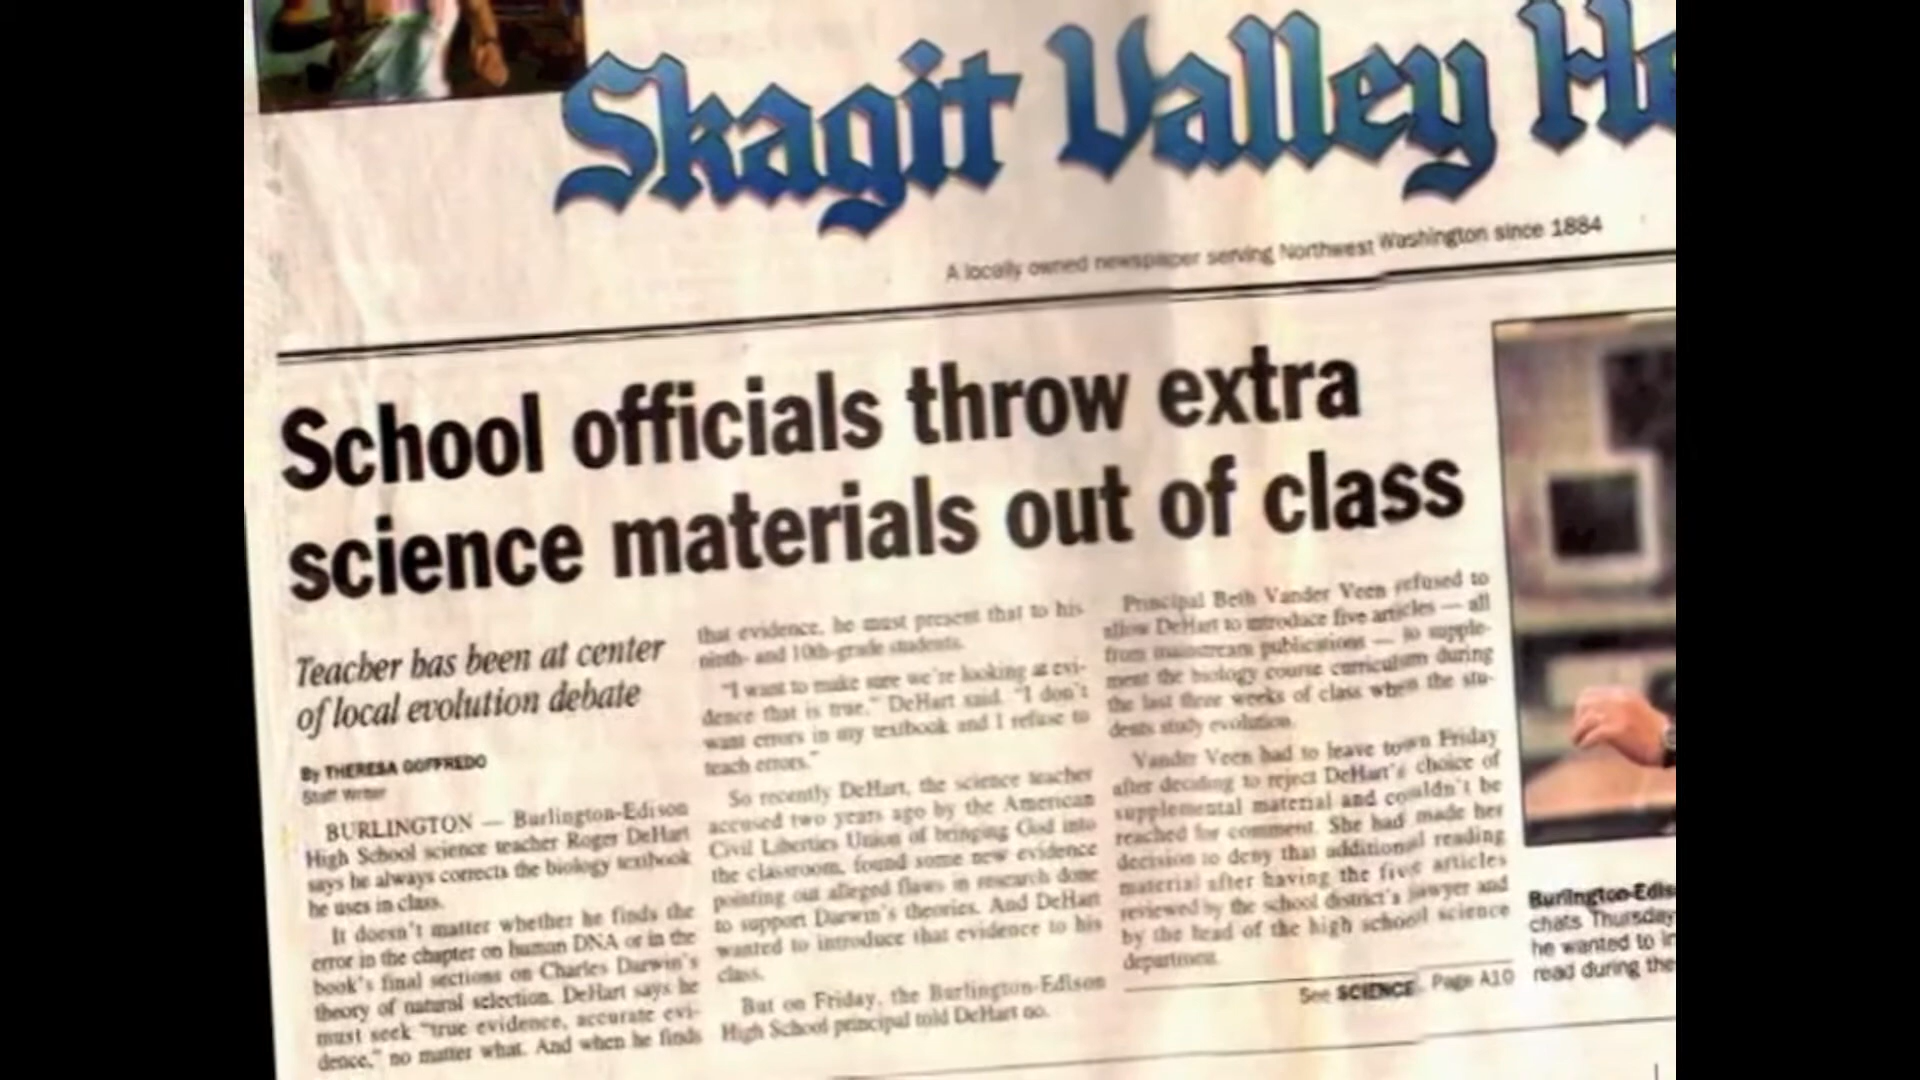 Skagit Valley He
A locally owned newspaper serving Northwest Washington since 1884
School officials throw extra
science materials out of class
Teacher has been at center
of local evolution debate
By THERESA GOFFREDO
Staff Writer
BURLINGTON — Burlington-Edison
High School science teacher Roger DeHart
says he always corrects the biology textbook
he uses in class.
It doesn't matter whether he finds the
error in the chapter on human DNA or in the
book's final sections on Charles Darwin's
theory of natural selection. DeHart says he
must seek "true evidence, accurate evi-
dence," no matter what. And when he finds
that evidence, he must present that to his
ninth- and 10th-grade students.
"I want to make sure we're looking at evi-
dence that is true," DeHart said. "I don't
want errors in my textbook and I refuse to
teach errors."
So recently DeHart, the science teacher
accused two years ago by the American
Civil Liberties Union of bringing God into
the classroom, found some new evidence
pointing out alleged flaws in research done
to support Darwin's theories. And DeHart
wanted to introduce that evidence to his
class.
But on Friday, the Burlington-Edison
High School principal told DeHart no.
Principal Beth Vander Veen refused to
allow DeHart to introduce five articles — all
from mainstream publications — to supple-
ment the biology course curriculum during
the last three weeks of class when the stu-
dents study evolution.
Vander Veen had to leave town Friday
after deciding to reject DeHart's choice of
supplemental material and couldn't be
reached for comment. She had made her
decision to deny that additional reading
material after having the five articles
reviewed by the school district's lawyer and
by the head of the high school science
department.
See SCIENCE, Page A10
Burlington-Edis
chats Thursday
he wanted to in
read during the